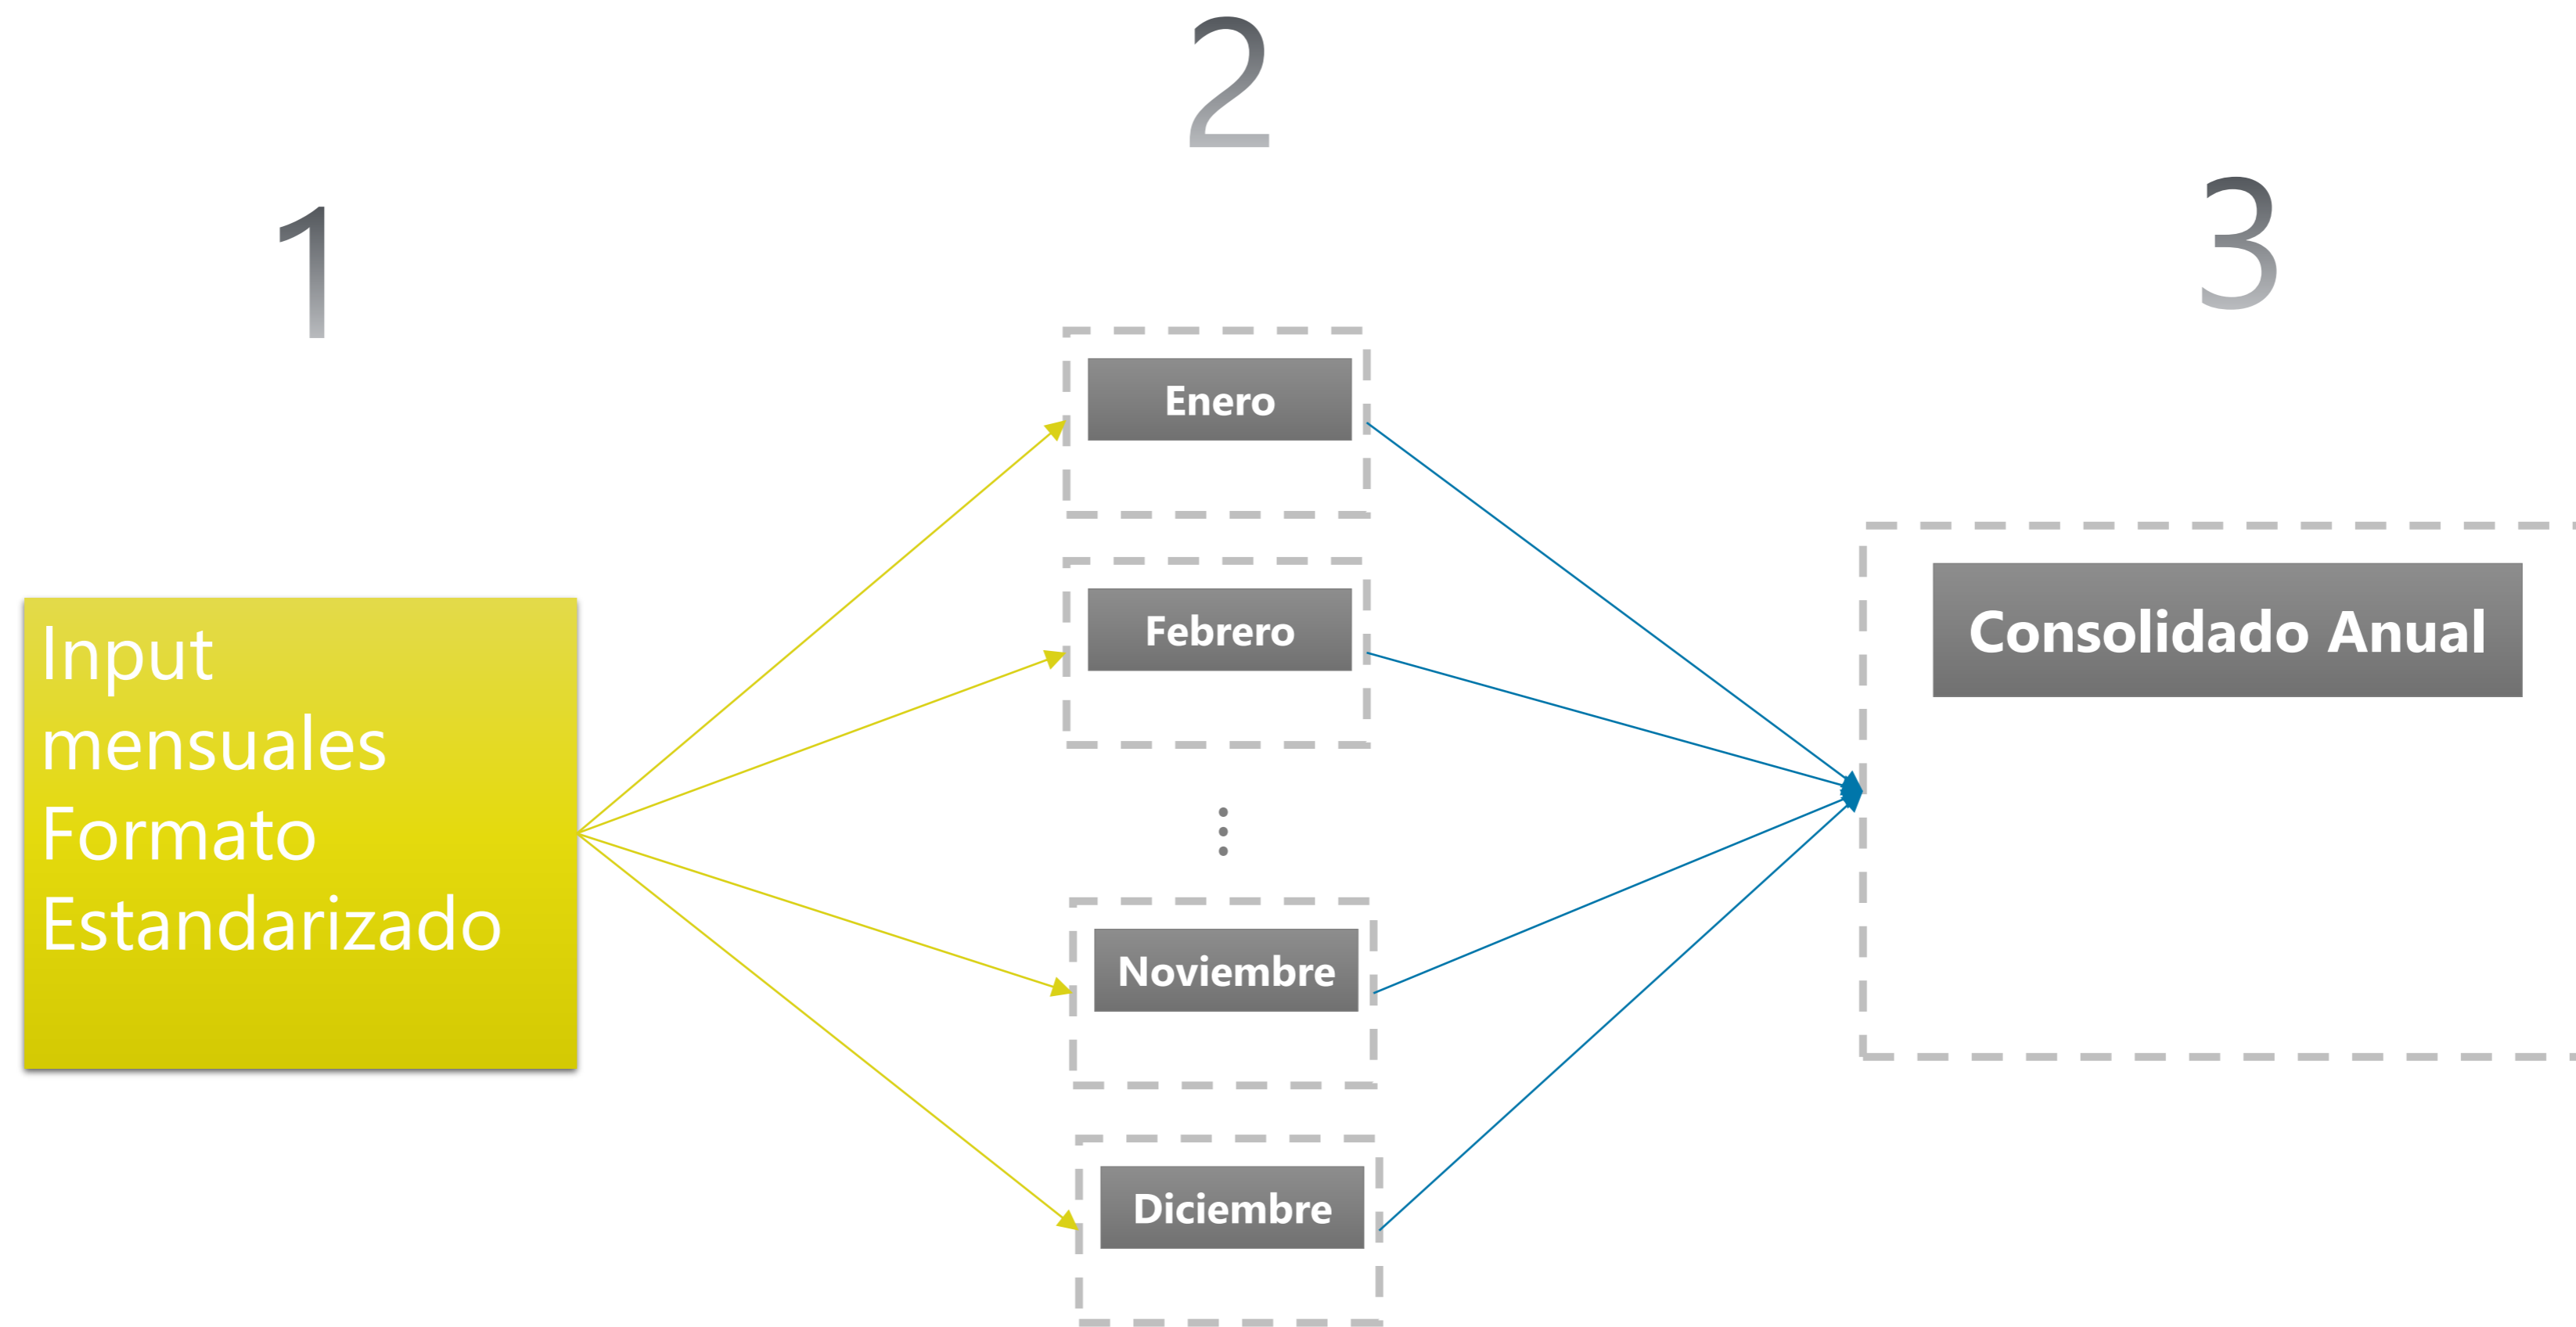 1
Input
mensuales
Formato
Estandarizado
2
Enero
Febrero
Noviembre
Diciembre
3
Consolidado Anual